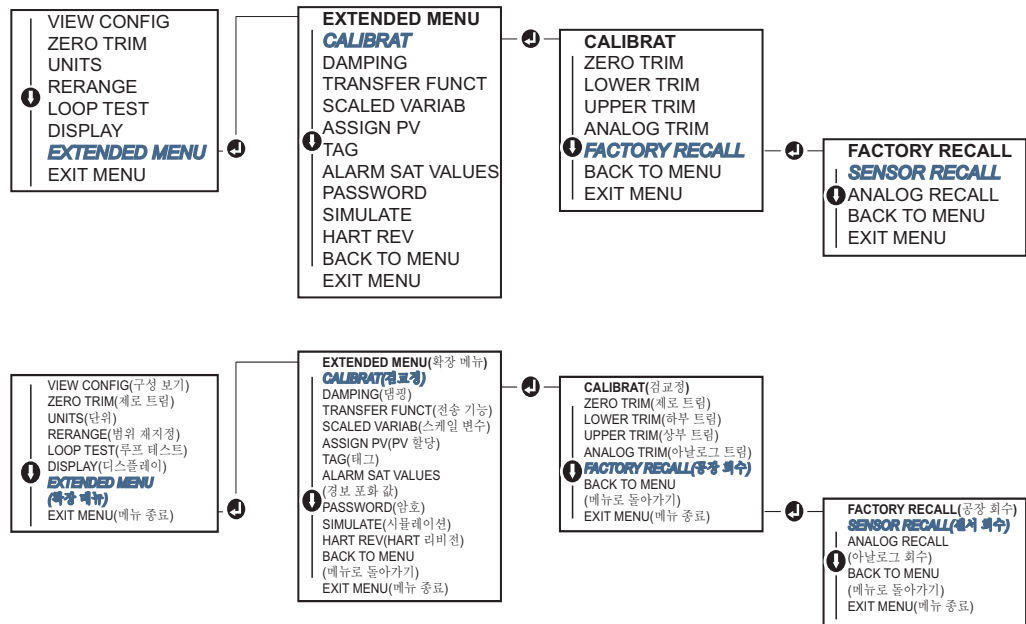 VIEW CONFIG
ZERO TRIM
UNITS
RERANGE
LOOP TEST
DISPLAY
EXTENDED MENU
EXIT MENU
EXTENDED MENU
CALIBRAT
DAMPING
TRANSFER FUNCT
SCALED VARIAB
ASSIGN PV
TAG
ALARM SAT VALUES
PASSWORD
SIMULATE
HART REV
BACK TO MENU
EXIT MENU
CALIBRAT
ZERO TRIM
LOWER TRIM
UPPER TRIM
ANALOG TRIM
FACTORY RECALL
BACK TO MENU
EXIT MENU
FACTORY RECALL
SENSOR RECALL
ANALOG RECALL
BACK TO MENU
EXIT MENU
VIEW CONFIG(구성 보기)
ZERO TRIM(제로 트림)
UNITS(단위)
RERANGE(범위 재지정)
LOOP TEST(루프 테스트)
DISPLAY(디스플레이)
EXTENDED MENU
(확장 메뉴)
EXIT MENU(메뉴 종료)
EXTENDED MENU(확장 메뉴)
CALIBRAT(검교정)
DAMPING(댐핑)
TRANSFER FUNCT(전송 기능)
SCALED VARIAB(스케일 변수)
ASSIGN PV(PV 할당)
TAG(태그)
ALARM SAT VALUES
(경보 포화 값)
PASSWORD(암호)
SIMULATE(시뮬레이션)
HART REV(HART 리비전)
BACK TO MENU
(메뉴로 돌아가기)
EXIT MENU(메뉴 종료)
CALIBRAT(검교정)
ZERO TRIM(제로 트림)
LOWER TRIM(하부 트림)
UPPER TRIM(상부 트림)
ANALOG TRIM(아날로그 트림)
FACTORY RECALL(공장 회수)
BACK TO MENU
(메뉴로 돌아가기)
EXIT MENU(메뉴 종료)
FACTORY RECALL(공장 회수)
SENSOR RECALL(센서 회수)
ANALOG RECALL
(아날로그 회수)
BACK TO MENU
(메뉴로 돌아가기)
EXIT MENU(메뉴 종료)